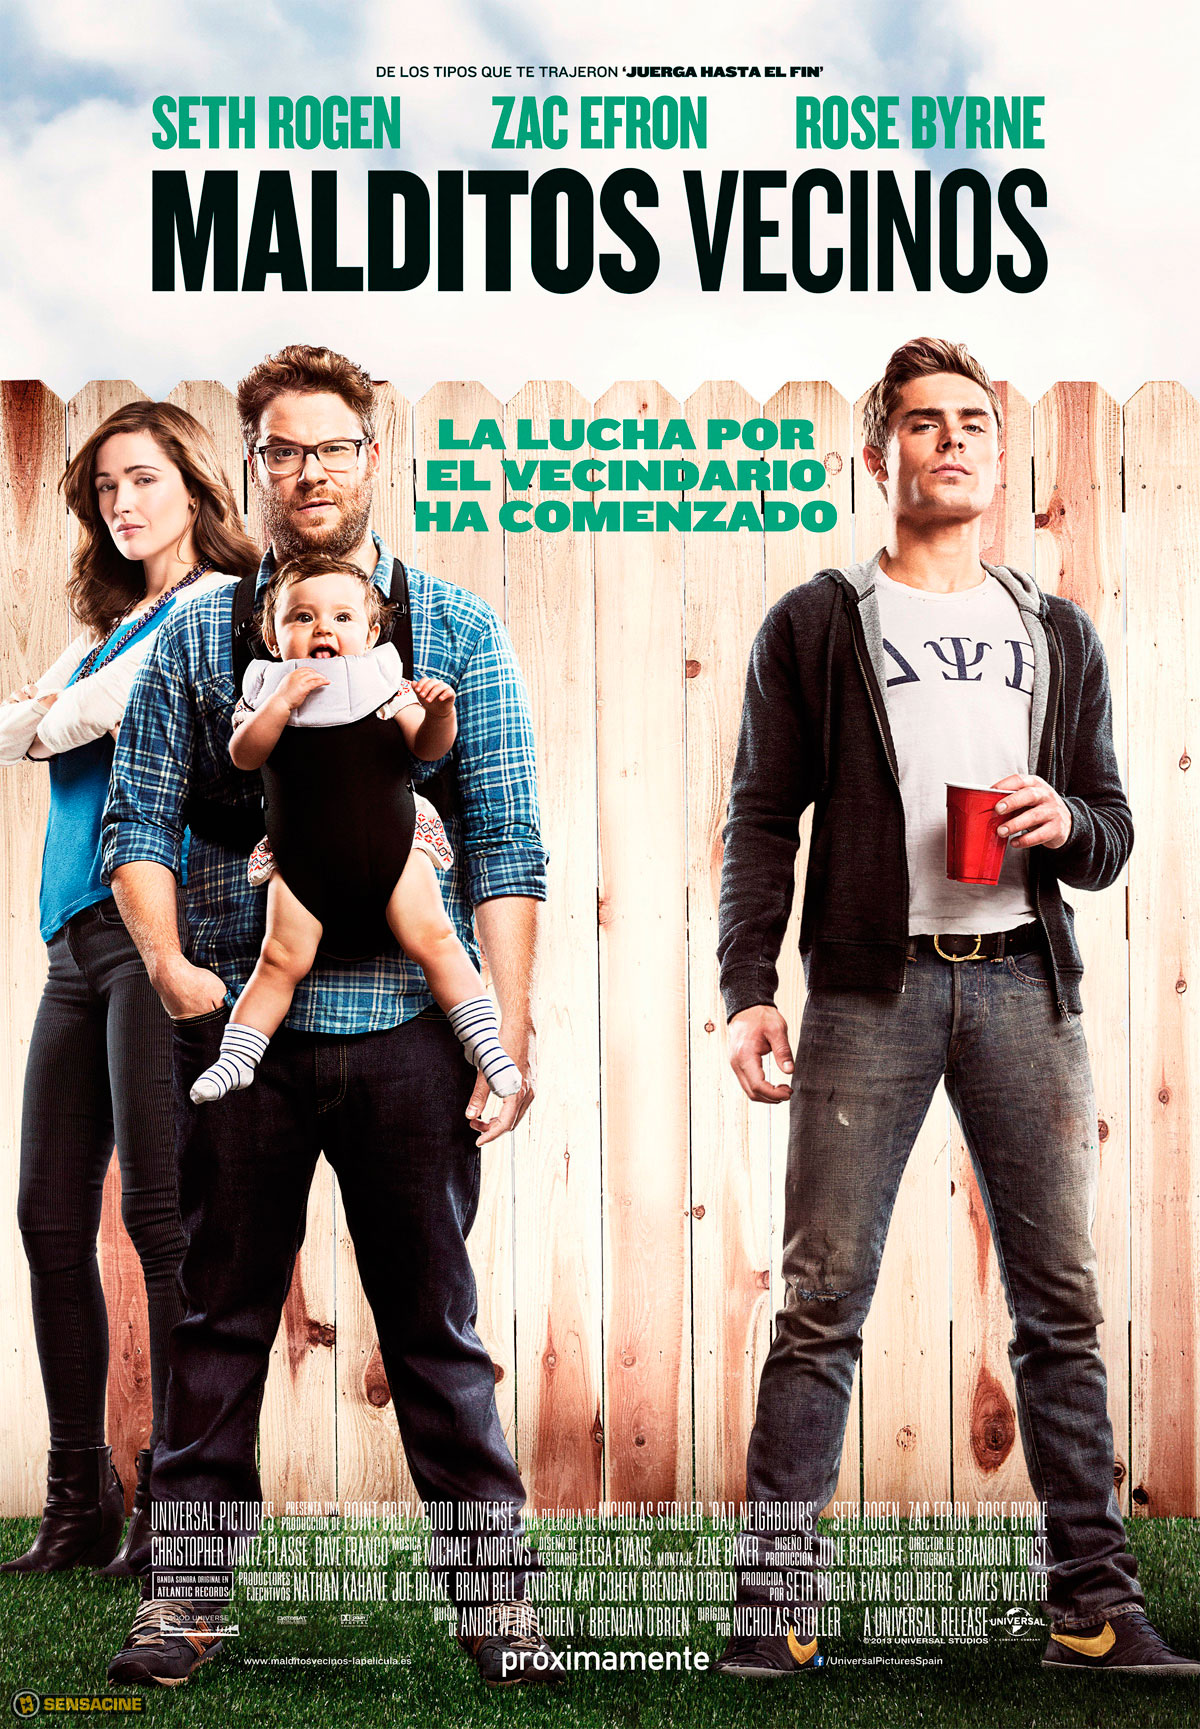 DE LOS TIPOS QUE TE TRAJERON 'JUERGA HASTA EL FIN'
SETH ROGEN ZAC EFRON ROSE BYRNE
MALDITOS VECINOS
LA LUCHA POR
EL VECINDARIO
HA COMENZADO
ΔΨΒ
UNIVERSAL PICTURES PRESENTA UNA PRODUCCIÓN DE POINT GREY/GOOD UNIVERSE UNA PELÍCULA DE NICHOLAS STOLLER 'BAD NEIGHBOURS' SETH ROGEN ZAC EFRON ROSE BYRNE
CHRISTOPHER MINTZ-PLASSE DAVE FRANCO MÚSICA DE MICHAEL ANDREWS DISEÑO DE VESTUARIO LEESA EVANS MONTAJE ZENE BAKER DISEÑO DE PRODUCCIÓN JULIE BERGHOFF DIRECTOR DE FOTOGRAFÍA BRANDON TROST
BANDA SONORA ORIGINAL EN ATLANTIC RECORDS PRODUCTORES EJECUTIVOS NATHAN KAHANE JOE DRAKE BRIAN BELL ANDREW JAY COHEN BRENDAN O'BRIEN PRODUCIDA POR SETH ROGEN EVAN GOLDBERG JAMES WEAVER
GOOD UNIVERSE DATASAT GUIÓN DE ANDREW JAY COHEN Y BRENDAN O'BRIEN DIRIGIDA POR NICHOLAS STOLLER A UNIVERSAL RELEASE UNIVERSAL
©2013 UNIVERSAL STUDIOS A COMCAST COMPANY
www.malditosvecinos-lapelicula.es próximamente f /UniversalPicturesSpain
SENSACINE